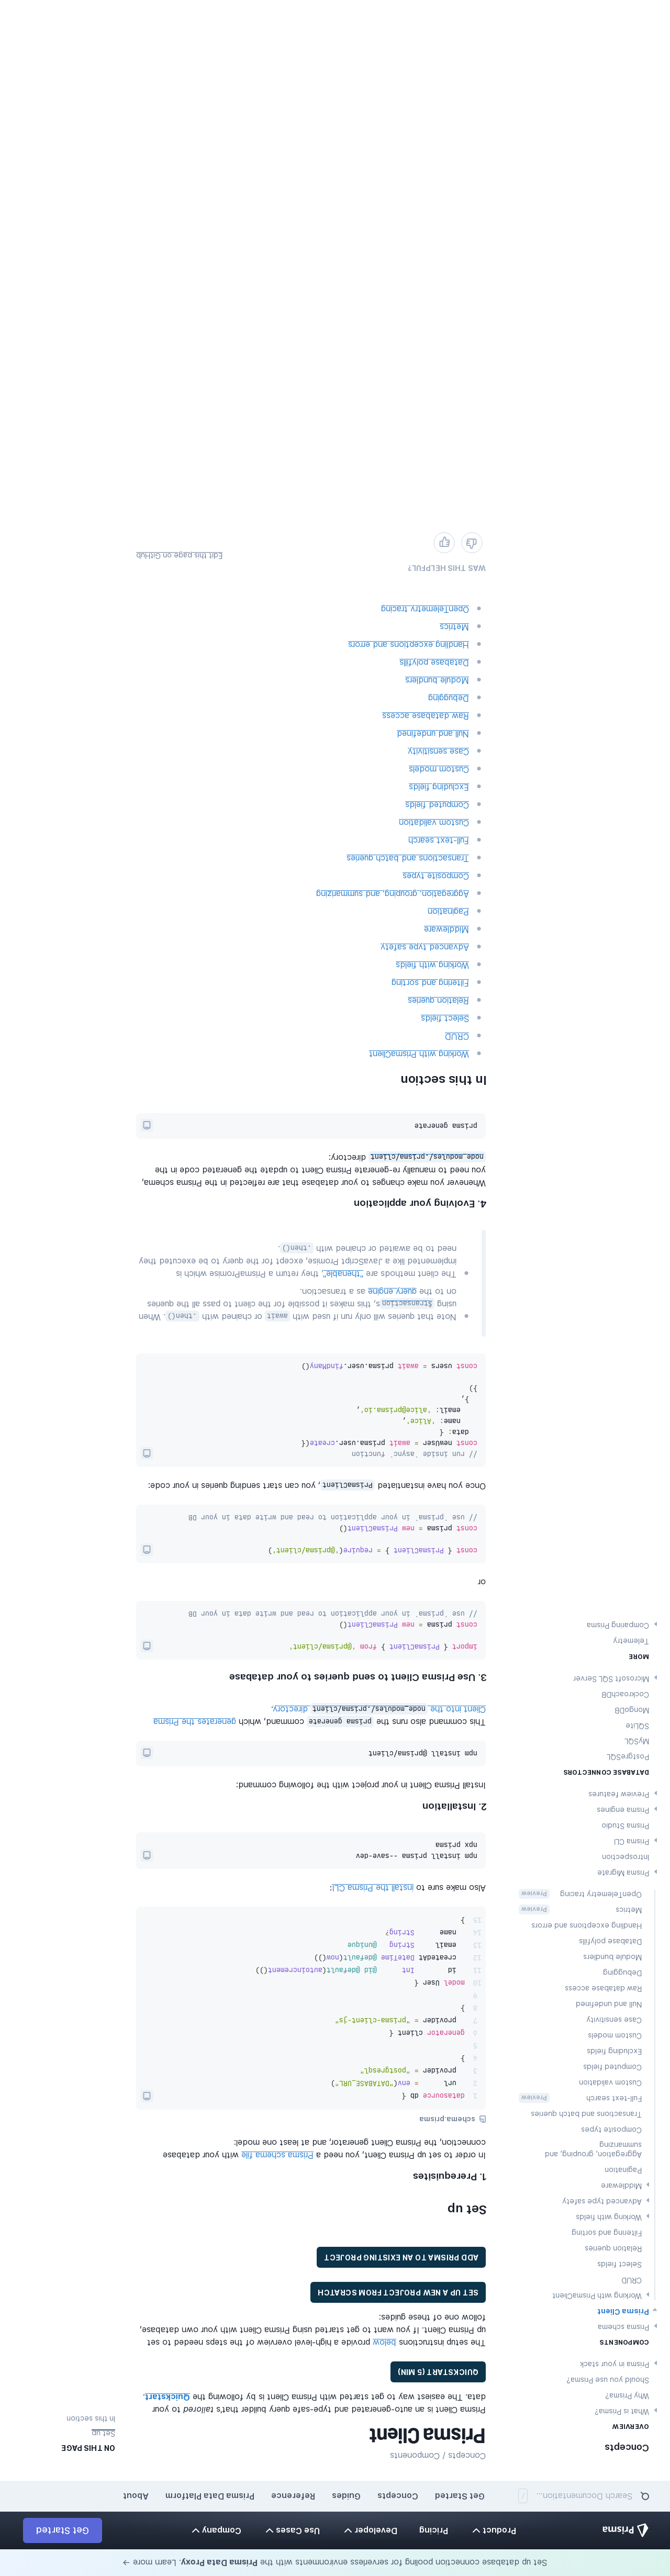 Set up database connection pooling for serverless environments with the Prisma Data Proxy. Learn more →
Prisma
Product
Pricing
Developer
Use Cases
Company
Get Started
Search Documentation...
/
Get Started
Concepts
Guides
Reference
Prisma Data Platform
About
Concepts
OVERVIEW
What is Prisma?
Why Prisma?
Should you use Prisma?
Prisma in your stack
COMPONENTS
Prisma schema
Prisma Client
Working with PrismaClient
CRUD
Select fields
Relation queries
Filtering and sorting
Working with fields
Advanced type safety
Middleware
Pagination
Aggregation, grouping, and
summarizing
Composite types
Transactions and batch queries
Full-text search
Preview
Custom validation
Computed fields
Excluding fields
Custom models
Case sensitivity
Null and undefined
Raw database access
Debugging
Module bundlers
Database polyfills
Handling exceptions and errors
Metrics
Preview
OpenTelemetry tracing
Preview
Prisma Migrate
Introspection
Prisma CLI
Prisma Studio
Prisma engines
Preview features
DATABASE CONNECTORS
PostgreSQL
MySQL
SQLite
MongoDB
CockroachDB
Microsoft SQL Server
MORE
Telemetry
Comparing Prisma
Concepts / Components
Prisma Client
Prisma Client is an auto-generated and type-safe query builder that's tailored to your
data. The easiest way to get started with Prisma Client is by following the Quickstart.
QUICKSTART (5 MIN)
The setup instructions below provide a high-level overview of the steps needed to set
up Prisma Client. If you want to get started using Prisma Client with your own database,
follow one of these guides:
SET UP A NEW PROJECT FROM SCRATCH
ADD PRISMA TO AN EXISTING PROJECT
Set up
1. Prerequisites
In order to set up Prisma Client, you need a Prisma schema file with your database
connection, the Prisma Client generator, and at least one model:
schema.prisma
1 datasource db {
2 url = env("DATABASE_URL")
3 provider = "postgresql"
4 }
5
6 generator client {
7 provider = "prisma-client-js"
8 }
9
10 model User {
11 id Int @id @default(autoincrement())
12 createdAt DateTime @default(now())
13 email String @unique
14 name String?
15 }
Also make sure to install the Prisma CLI:
npm install prisma --save-dev
npx prisma
2. Installation
Install Prisma Client in your project with the following command:
npm install @prisma/client
This command also runs the prisma generate command, which generates the Prisma
Client into the node_modules/.prisma/client directory.
3. Use Prisma Client to send queries to your database
import { PrismaClient } from '@prisma/client'
const prisma = new PrismaClient()
// use `prisma` in your application to read and write data in your DB
or
const { PrismaClient } = require('@prisma/client')
const prisma = new PrismaClient()
// use `prisma` in your application to read and write data in your DB
Once you have instantiated PrismaClient, you can start sending queries in your code:
// run inside `async` function
const newUser = await prisma.user.create({
data: {
name: 'Alice',
email: 'alice@prisma.io',
},
})
const users = await prisma.user.findMany()
Note that queries will only run if used with await or chained with .then(). When
using $transaction's, this makes it possible for the client to pass all the queries
on to the query engine as a transaction.
The client methods are "thenable", they return a PrismaPromise which is
implemented like a JavaScript Promise, except for the query to be executed they
need to be awaited or chained with .then().
4. Evolving your application
Whenever you make changes to your database that are reflected in the Prisma schema,
you need to manually re-generate Prisma Client to update the generated code in the
node_modules/.prisma/client directory:
prisma generate
In this section
Working with PrismaClient
CRUD
Select fields
Relation queries
Filtering and sorting
Working with fields
Advanced type safety
Middleware
Pagination
Aggregation, grouping, and summarizing
Composite types
Transactions and batch queries
Full-text search
Custom validation
Computed fields
Excluding fields
Custom models
Case sensitivity
Null and undefined
Raw database access
Debugging
Module bundlers
Database polyfills
Handling exceptions and errors
Metrics
OpenTelemetry tracing
WAS THIS HELPFUL?
Edit this page on GitHub
ON THIS PAGE
Set up
In this section